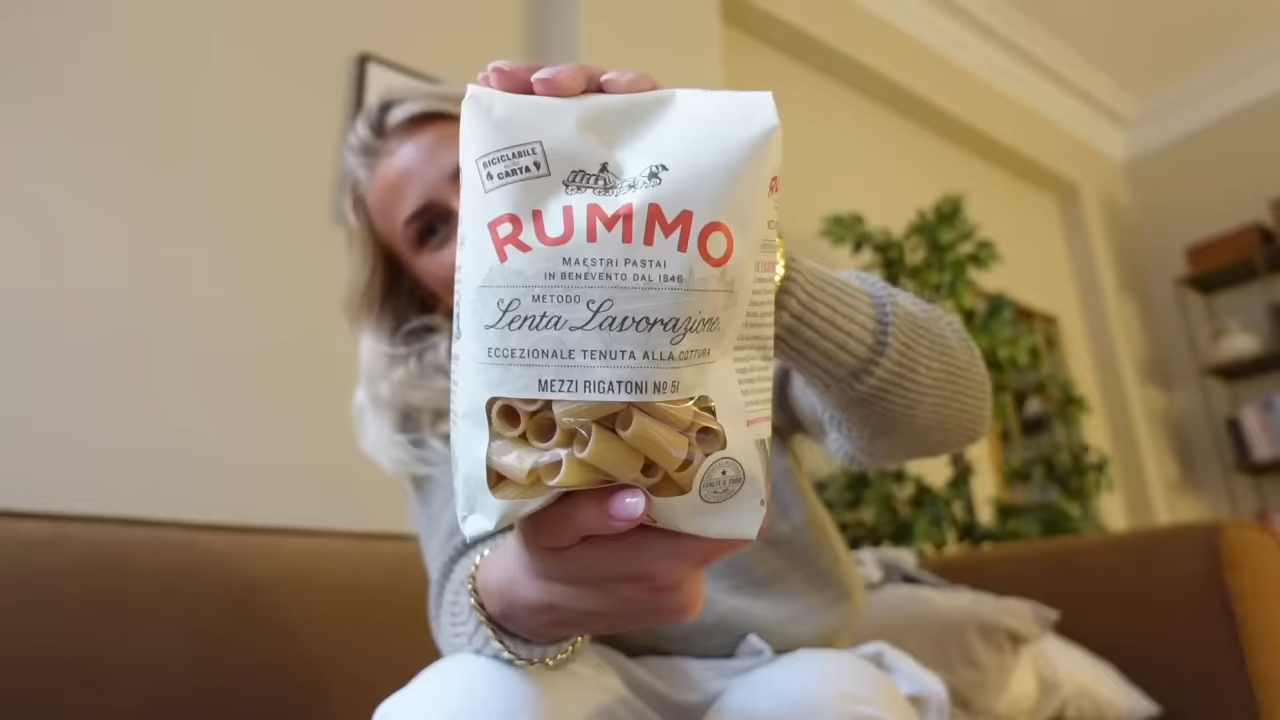 RICICLABILE
nella
CARTA
RUMMO
MAESTRI PASTAI
IN BENEVENTO DAL 1846
METODO
Lenta Lavorazione
ECCEZIONALE TENUTA ALLA COTTURA
MEZZI RIGATONI Nº 51